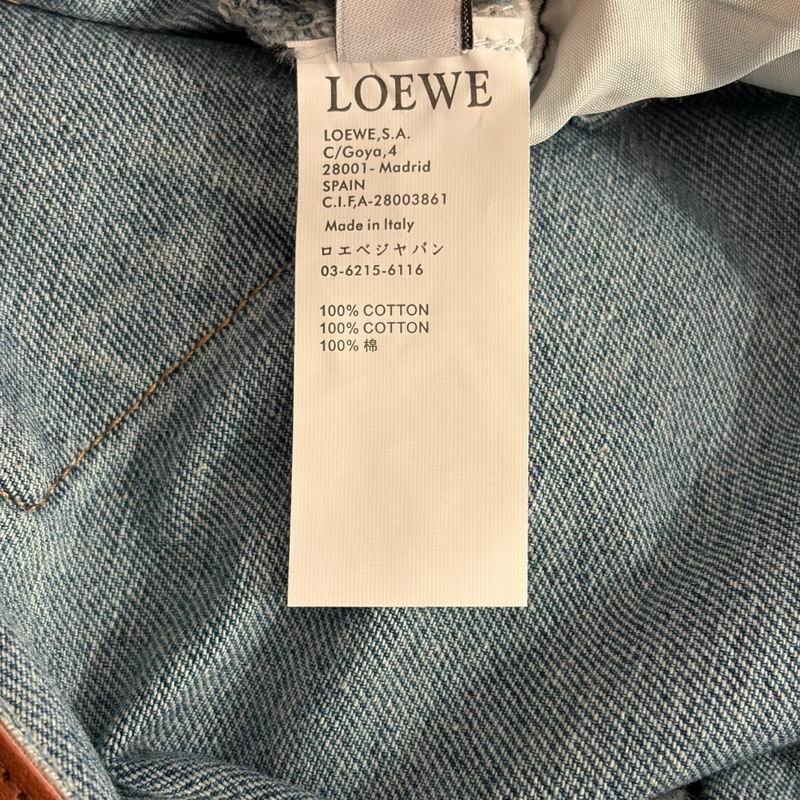 LOEWE
LOEWE,S.A.
C/Goya,4
28001- Madrid
SPAIN
C.I.F,A-28003861
Made in Italy
ロエベジャパン
03-6215-6116
100% COTTON
100% COTTON
100% 棉